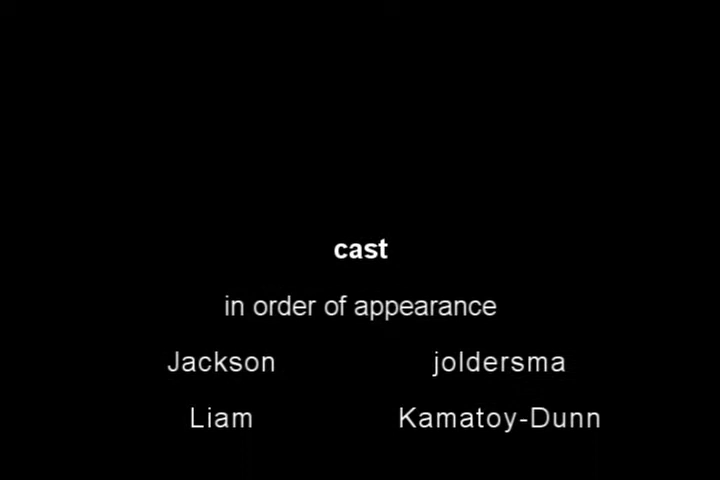 cast
in order of appearance
Jackson joldersma
Liam Kamatoy-Dunn